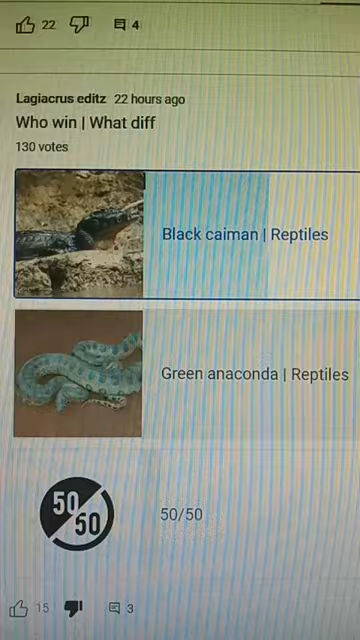 22 4
Lagiacrus editz 22 hours ago
Who win | What diff
130 votes
Black caiman | Reptiles
Green anaconda | Reptiles
50
50
50/50
15 3